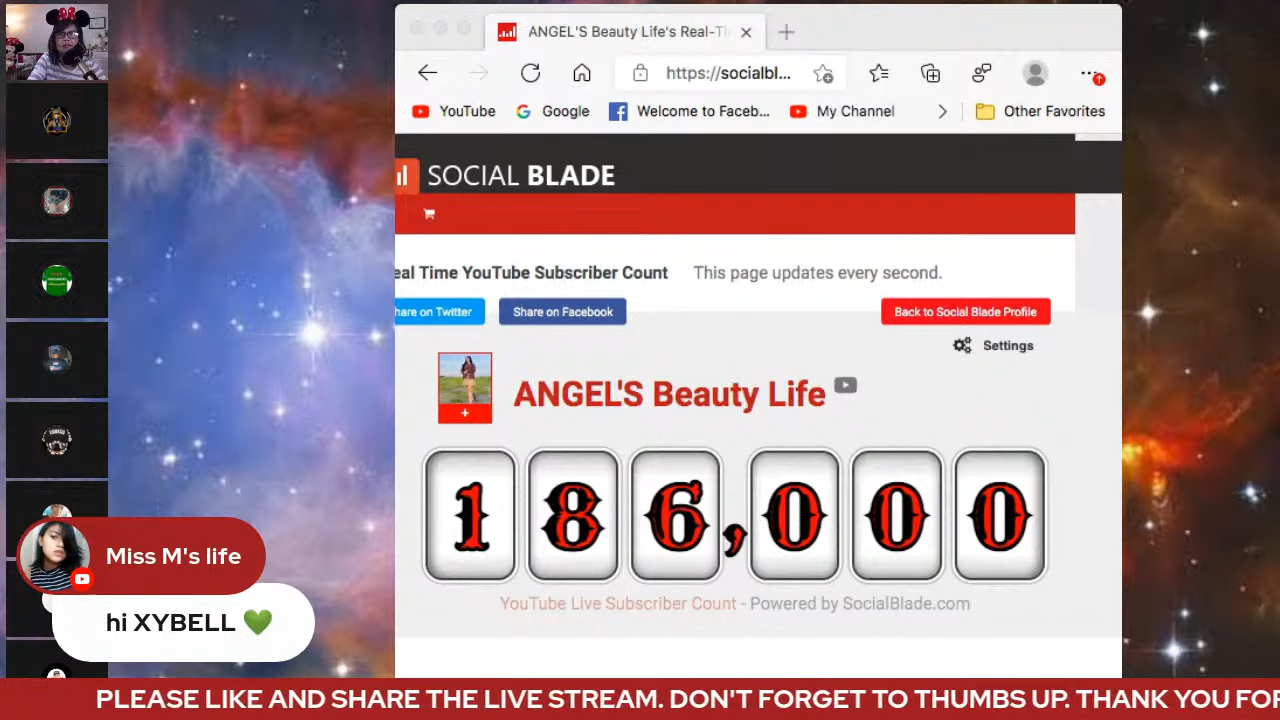 ANGEL'S Beauty Life's Real-Ti
https://socialbl...
YouTube
Google
Welcome to Faceb...
My Channel
Other Favorites
SOCIAL BLADE
eal Time YouTube Subscriber Count
This page updates every second.
hare on Twitter
Share on Facebook
Back to Social Blade Profile
Settings
ANGEL'S Beauty Life
186,000
YouTube Live Subscriber Count - Powered by SocialBlade.com
Miss M's life
hi XYBELL 💚
PLEASE LIKE AND SHARE THE LIVE STREAM. DON'T FORGET TO THUMBS UP. THANK YOU FOR